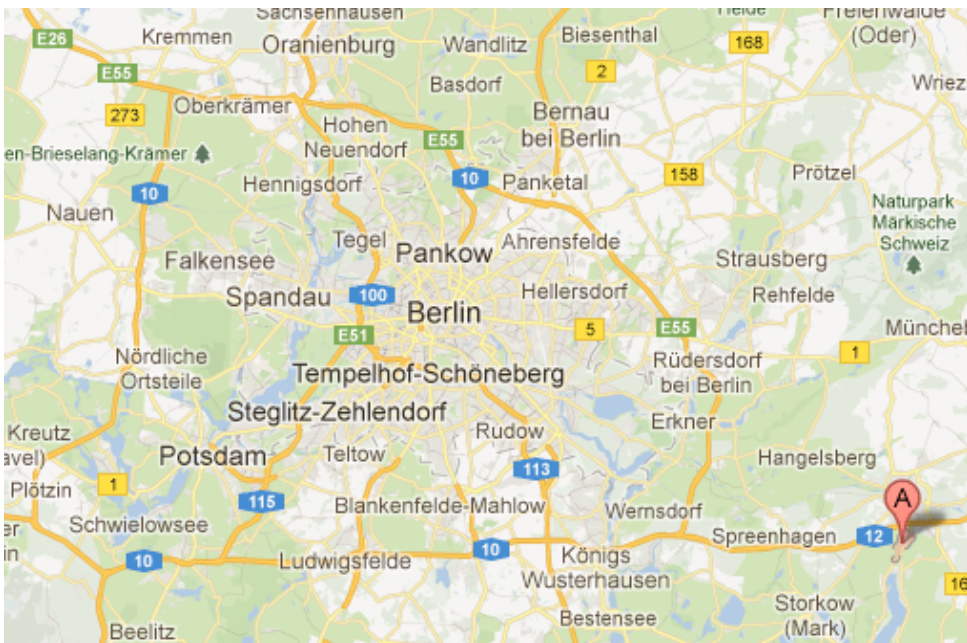 Sachsenhausen
Heide
Freienwalde
(Oder)
E26
Kremmen
Oranienburg
Wandlitz
Biesenthal
168
E55
2
Basdorf
Wriez
Oberkrämer
273
Bernau
bei Berlin
Hohen
Neuendorf
E55
en-Brieselang-Krämer
10
Hennigsdorf
10
Panketal
158
Prötzel
Nauen
Naturpark
Märkische
Schweiz
Tegel
Pankow
Ahrensfelde
Falkensee
Strausberg
Spandau
100
Hellersdorf
Rehfelde
Berlin
E51
5
E55
Münchel
Nördliche
Ortsteile
Rüdersdorf
bei Berlin
1
Tempelhof-Schöneberg
Steglitz-Zehlendorf
Erkner
Kreutz
avel)
Rudow
Potsdam
Teltow
113
Hangelsberg
Plötzin
1
115
A
Blankenfelde-Mahlow
Wernsdorf
Schwielowsee
Spreenhagen
12
er
in
10
Ludwigsfelde
10
Königs
Wusterhausen
16
Storkow
(Mark)
Bestensee
Beelitz